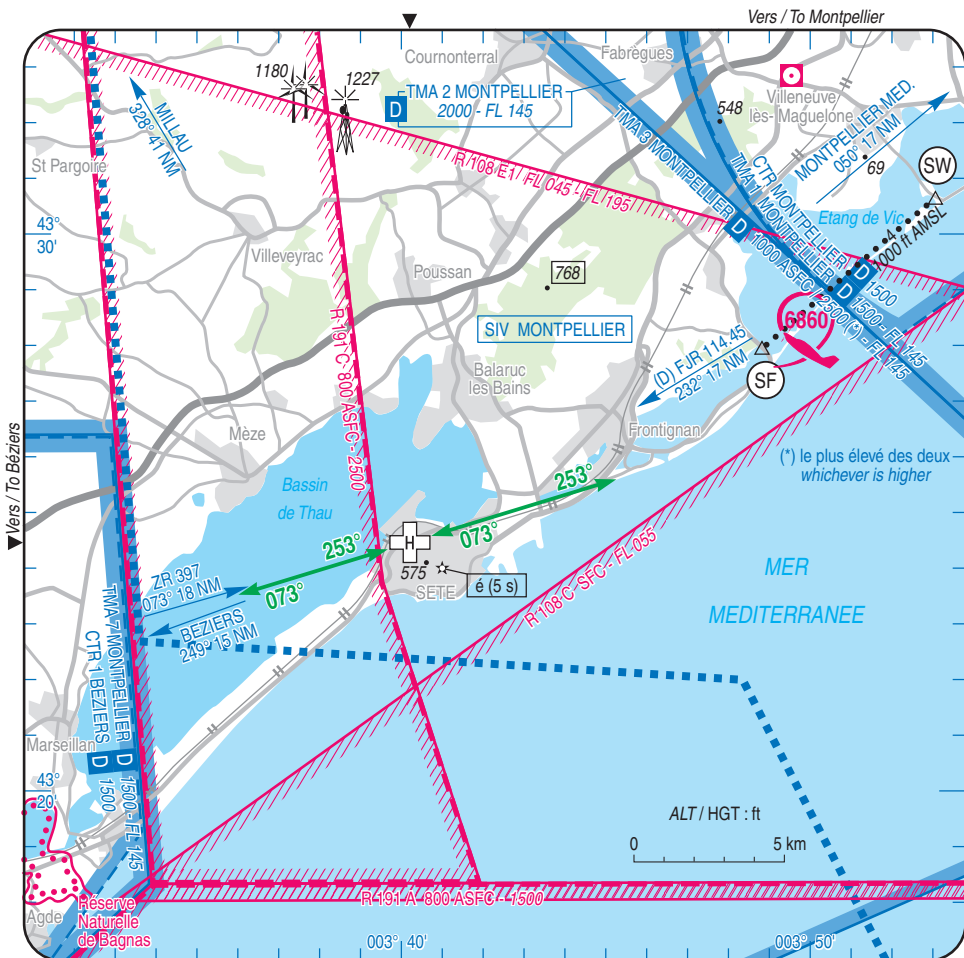 Vers / To Montpellier
Cournonterral
Fabrègues
1180
1227
D
TMA 2 MONTPELLIER
2000 - FL 145
Villeneuve
lès- Maguelone
548
MILLAU
328° 41 NM
TMA 3 MONTPELLIER
D
1000 ASFC - 2500(*) - FL 145
CTR MONTPELLIER
D
1500
TMA 1 MONTPELLIER
D
1500 - FL 145
MONTPELLIER MED.
050° 17 NM
69
SW
St Pargoire
R 108 E1 FL 045 - FL 195
43°
30'
Etang de Vic
4
1000 ft AMSL
Villeveyrac
Poussan
768
SIV MONTPELLIER
6860
R 191 C - 800 ASFC - 2500
Balaruc
les Bains
(D) FJR 114.45
232° 17 NM
SF
Mèze
Frontignan
(*) le plus élevé des deux
whichever is higher
Vers / To Béziers
Bassin
de Thau
253°
073°
253°
073°
H
575
SETE
é (5 s)
ZR 397
073° 18 NM
BEZIERS
249° 15 NM
R 108 C SFC - FL 055
MER
MEDITERRANEE
TMA 7 MONTPELLIER
D
1500 - FL 145
CTR 1 BEZIERS
D
1500
Marseillan
43°
20'
ALT / HGT : ft
0
5 km
R 191 A 800 ASFC - 1500
Agde
Réserve
Naturelle
de Bagnas
003° 40'
003° 50'